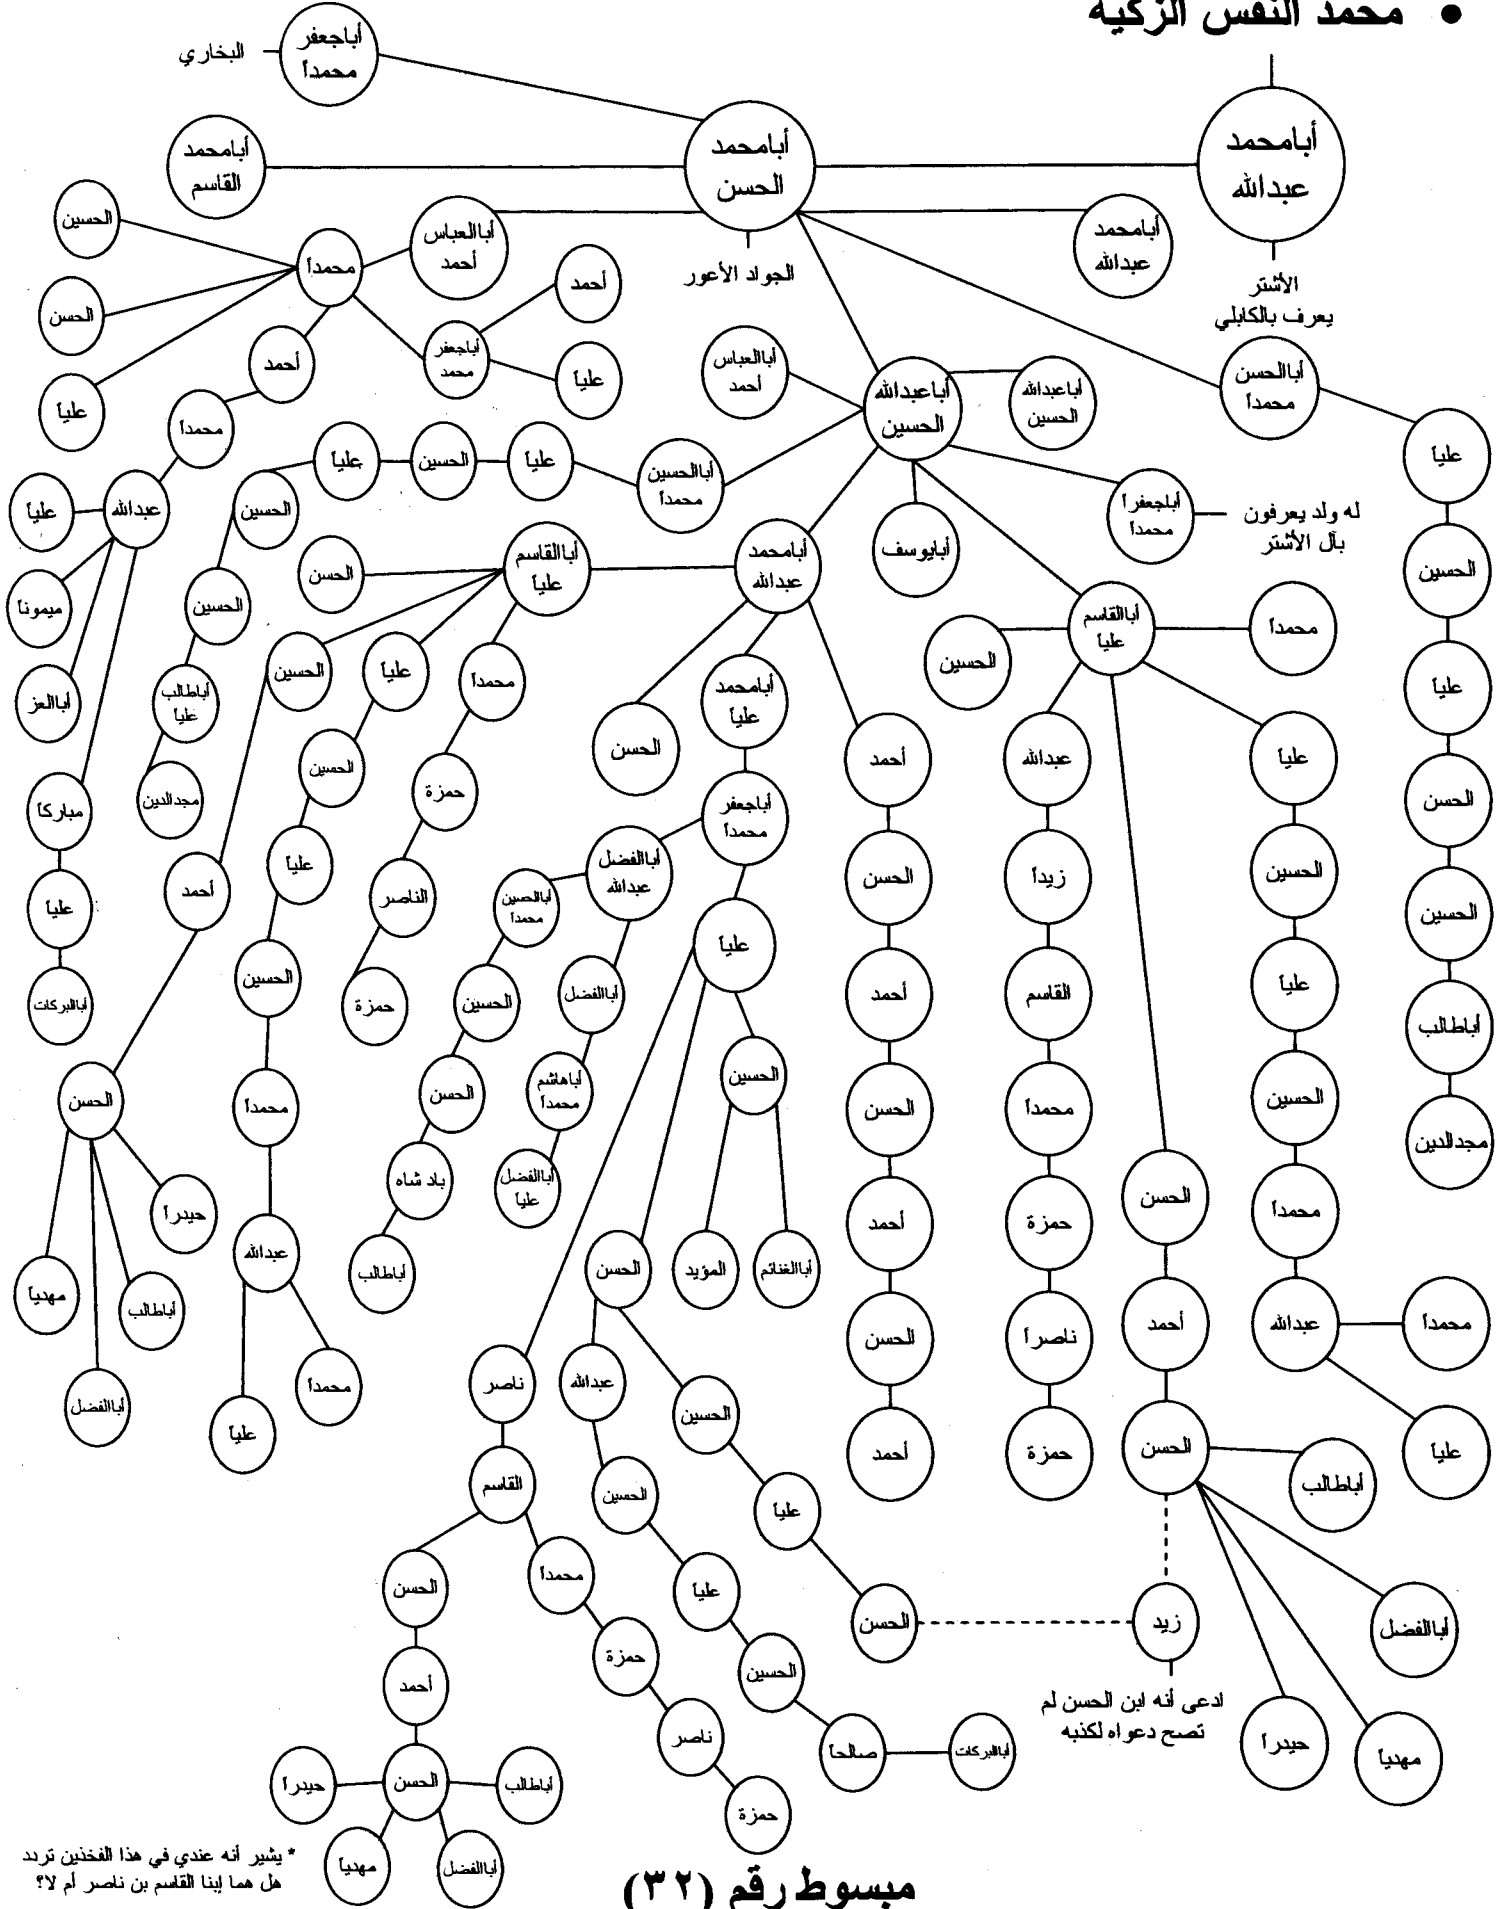 • محمد النفس الزكية
أباجعفر
محمداً
البخاري
أبامحمد
الحسن
الجواد الأعور
أبامحمد
عبدالله
الأشتر
يعرف بالكابلي
أبامحمد
القاسم
أباالعباس
أحمد
أبامحمد
عبدالله
الحسين
محمداً
الحسن
علياً
أحمد
أباجعفر
محمد
أحمد
علياً
محمداً
عبدالله
علياً
ميموناً
أباالعز
مباركاً
علياً
أباالبركات
أباعبدالله
الحسين
أباالعباس
أحمد
أباعبدالله
الحسين
أباالحسن
محمداً
علياً
الحسين
علياً
الحسن
الحسين
أباطالب
مجدالدين
أباالحسين
محمداً
علياً
الحسين
علياً
الحسين
الحسين
أباطالب
علياً
مجدالدين
أبايوسف
أباجعفراً
محمداً
له ولد يعرفون
بآل الأشتر
أبامحمد
عبدالله
أباالقاسم
علياً
الحسن
الحسين
علياً
محمداً
حمزة
الناصر
حمزة
الحسين
علياً
الحسين
محمداً
عبدالله
علياً
محمداً
أحمد
الحسن
مهدياً
أباالفضل
أباطالب
حيدراً
الحسن
أبامحمد
علياً
أباجعفر
محمداً
أباالفضل
عبدالله
أباالحسين
محمداً
الحسين
الحسن
باد شاه
أباطالب
أباالفضل
أباهاشم
محمداً
أباالفضل
علياً
علياً
الحسين
المؤيد
أباالغنائم
الحسن
عبدالله
الحسين
علياً
الحسين
صالحاً
أباالبركات
الحسين
علياً
الحسن
ناصر
القاسم
الحسن
أحمد
الحسن
حيدراً
مهدياً
أباالفضل
أباطالب
محمداً
حمزة
ناصر
حمزة
أحمد
الحسن
أحمد
الحسن
أحمد
الحسن
أحمد
أباالقاسم
علياً
الحسين
محمداً
عبدالله
زيداً
القاسم
محمداً
حمزة
ناصراً
حمزة
الحسن
أحمد
الحسن
أباطالب
أباالفضل
مهدياً
حيدراً
زيد
ادعى أنه ابن الحسن لم
تصح دعواه لكذبه
علياً
الحسين
علياً
الحسين
محمداً
عبدالله
محمداً
علياً
* يشير أنه عندي في هذا الفخذين تردد
هل هما إبنا القاسم بن ناصر أم لا؟
مبسوط رقم (٣٢)